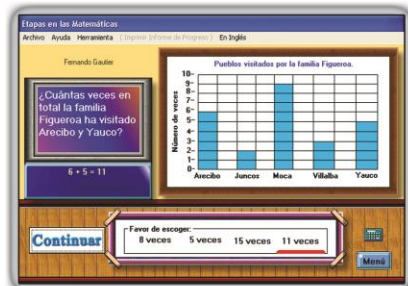 Etapas en las Matemáticas
Archivo Ayuda Herramienta ( Imprimir Informe de Progreso ) En Inglés
Fernando Gautier
¿Cuántas veces en
total la familia
Figueroa ha visitado
Arecibo y Yauco?
6 + 5 = 11
Pueblos visitados por la familia Figueroa.
Número de veces
10
9
8
7
6
5
4
3
2
1
0
Arecibo Juncos Moca Villalba Yauco
Continuar
Favor de escoger:
8 veces 5 veces 15 veces 11 veces
Menú